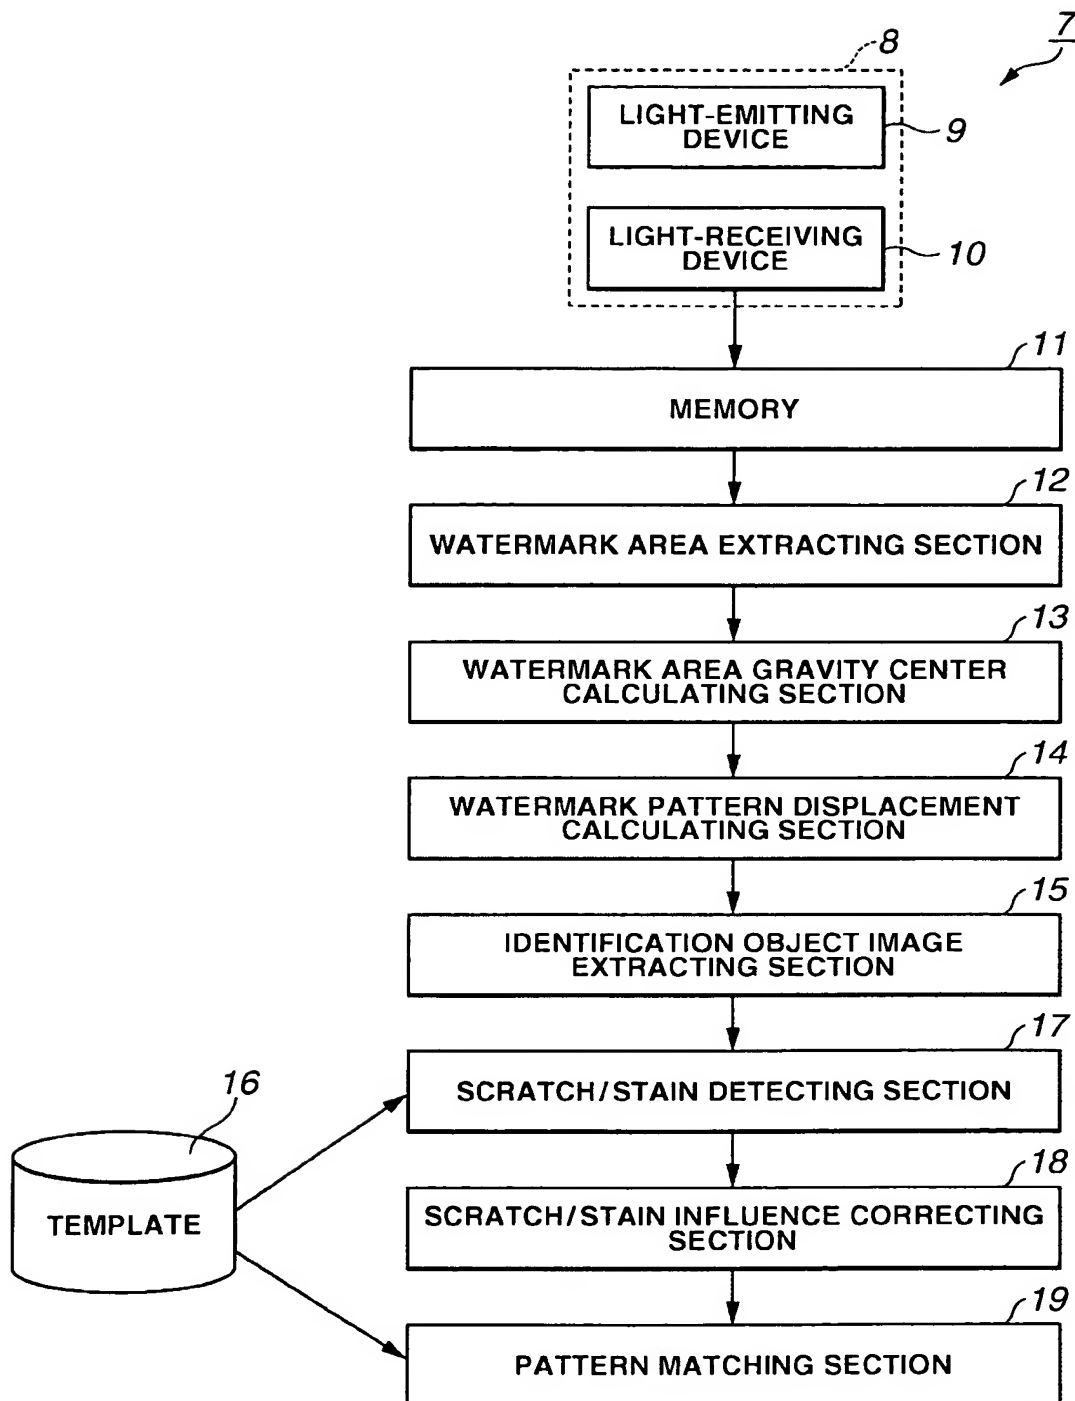 7
8
LIGHT-EMITTING
DEVICE
9
LIGHT-RECEIVING
DEVICE
10
11
MEMORY
12
WATERMARK AREA EXTRACTING SECTION
13
WATERMARK AREA GRAVITY CENTER
CALCULATING SECTION
14
WATERMARK PATTERN DISPLACEMENT
CALCULATING SECTION
15
IDENTIFICATION OBJECT IMAGE
EXTRACTING SECTION
17
SCRATCH/STAIN DETECTING SECTION
16
TEMPLATE
18
SCRATCH/STAIN INFLUENCE CORRECTING
SECTION
19
PATTERN MATCHING SECTION